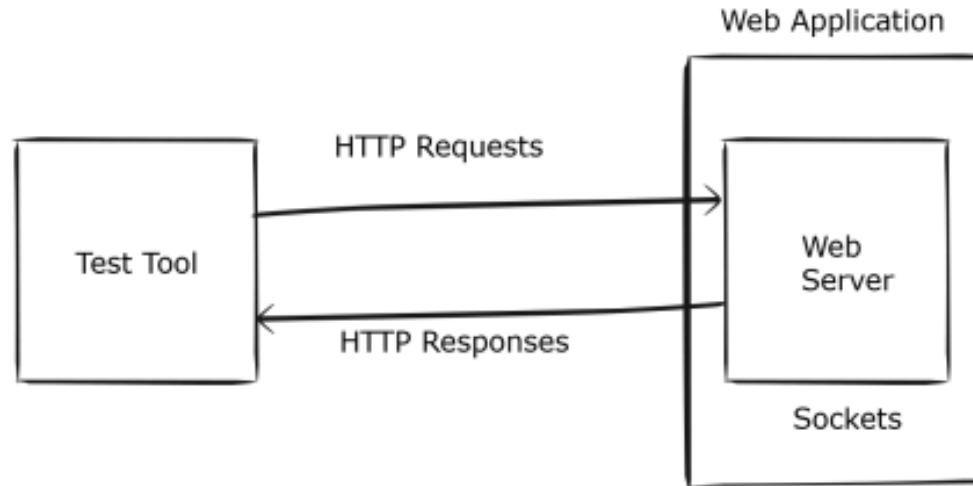 Web Application
HTTP Requests
Test Tool
Web
Server
HTTP Responses
Sockets